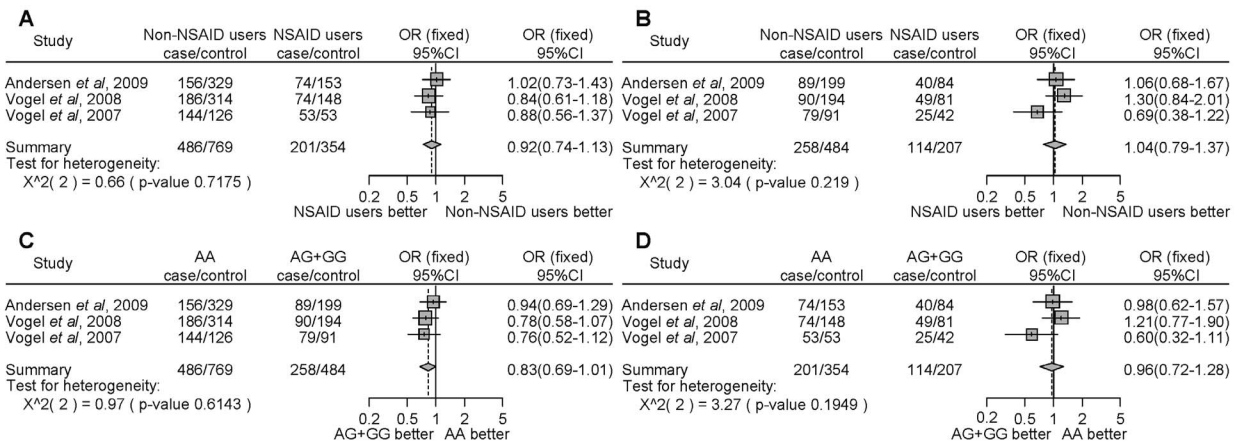 A
Study Non-NSAID users case/control NSAID users case/control OR (fixed) 95%CI OR (fixed) 95%CI
Andersen et al, 2009 156/329 74/153 1.02(0.73-1.43)
Vogel et al, 2008 186/314 74/148 0.84(0.61-1.18)
Vogel et al, 2007 144/126 53/53 0.88(0.56-1.37)
Summary 486/769 201/354 0.92(0.74-1.13)
Test for heterogeneity:
X^2( 2 ) = 0.66 ( p-value 0.7175 )
0.2 0.5 1 2 5
NSAID users better Non-NSAID users better
B
Study Non-NSAID users case/control NSAID users case/control OR (fixed) 95%CI OR (fixed) 95%CI
Andersen et al, 2009 89/199 40/84 1.06(0.68-1.67)
Vogel et al, 2008 90/194 49/81 1.30(0.84-2.01)
Vogel et al, 2007 79/91 25/42 0.69(0.38-1.22)
Summary 258/484 114/207 1.04(0.79-1.37)
Test for heterogeneity:
X^2( 2 ) = 3.04 ( p-value 0.219 )
0.2 0.5 1 2 5
NSAID users better Non-NSAID users better
C
Study AA case/control AG+GG case/control OR (fixed) 95%CI OR (fixed) 95%CI
Andersen et al, 2009 156/329 89/199 0.94(0.69-1.29)
Vogel et al, 2008 186/314 90/194 0.78(0.58-1.07)
Vogel et al, 2007 144/126 79/91 0.76(0.52-1.12)
Summary 486/769 258/484 0.83(0.69-1.01)
Test for heterogeneity:
X^2( 2 ) = 0.97 ( p-value 0.6143 )
0.2 0.5 1 2 5
AG+GG better AA better
D
Study AA case/control AG+GG case/control OR (fixed) 95%CI OR (fixed) 95%CI
Andersen et al, 2009 74/153 40/84 0.98(0.62-1.57)
Vogel et al, 2008 74/148 49/81 1.21(0.77-1.90)
Vogel et al, 2007 53/53 25/42 0.60(0.32-1.11)
Summary 201/354 114/207 0.96(0.72-1.28)
Test for heterogeneity:
X^2( 2 ) = 3.27 ( p-value 0.1949 )
0.2 0.5 1 2 5
AG+GG better AA better